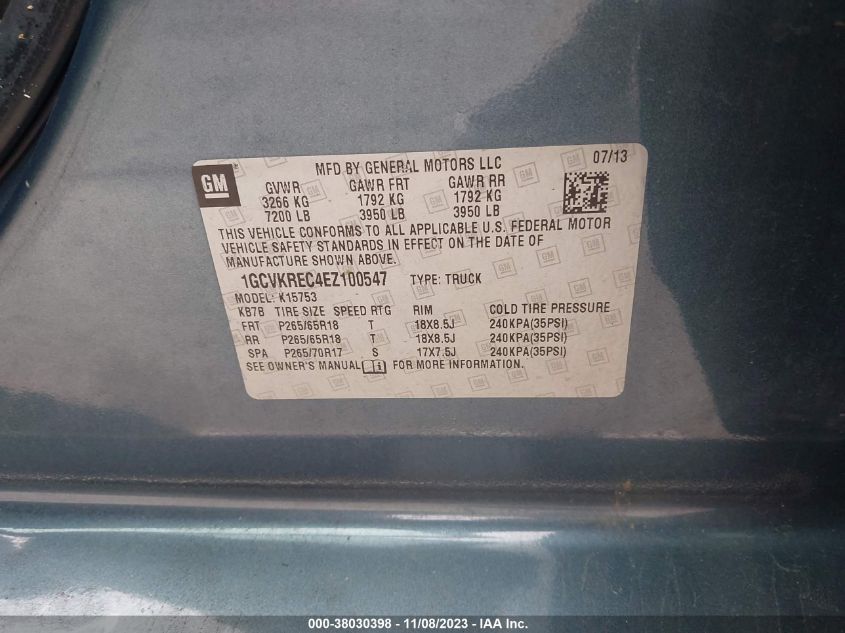 GM
MFD BY GENERAL MOTORS LLC 07/13
GVWR GAWR FRT GAWR RR
3266 KG 1792 KG 1792 KG
7200 LB 3950 LB 3950 LB
THIS VEHICLE CONFORMS TO ALL APPLICABLE U.S. FEDERAL MOTOR
VEHICLE SAFETY STANDARDS IN EFFECT ON THE DATE OF
MANUFACTURE SHOWN ABOVE.
1GCVKREC4EZ100547 TYPE: TRUCK
MODEL: K15753
KB7B TIRE SIZE SPEED RTG RIM COLD TIRE PRESSURE
FRT P265/65R18 T 18X8.5J 240KPA(35PSI)
RR P265/65R18 T 18X8.5J 240KPA(35PSI)
SPA P265/70R17 S 17X7.5J 240KPA(35PSI)
SEE OWNER'S MANUAL FOR MORE INFORMATION.
000-38030398 - 11/08/2023 - IAA Inc.